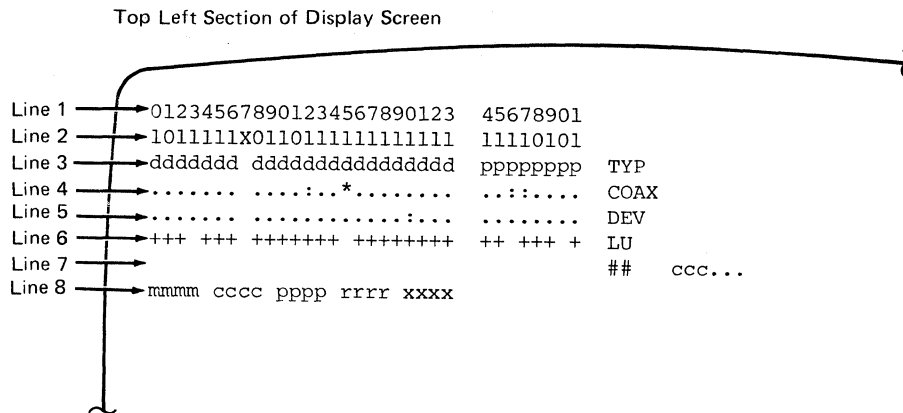 Top Left Section of Display Screen
Line 1 012345678901234567890123 45678901
Line 2 1011111X0110111111111111 11110101
Line 3 ddddddd dddddddddddddddd pppppppp TYP
Line 4 ....... ....:..*........ ..::.... COAX
Line 5 ....... ............:... ........ DEV
Line 6 +++ +++ +++++++ ++++++++ ++ +++ + LU
Line 7 ## ccc...
Line 8 mmmm cccc pppp rrrr xxxx